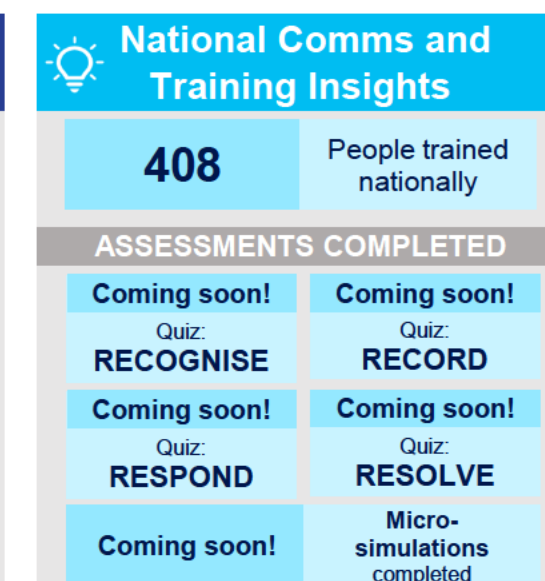 National Comms and
Training Insights
408
People trained
nationally
ASSESSMENTS COMPLETED
Coming soon!
Quiz:
RECOGNISE
Coming soon!
Quiz:
RECORD
Coming soon!
Quiz:
RESPOND
Coming soon!
Quiz:
RESOLVE
Coming soon!
Micro-
simulations
completed